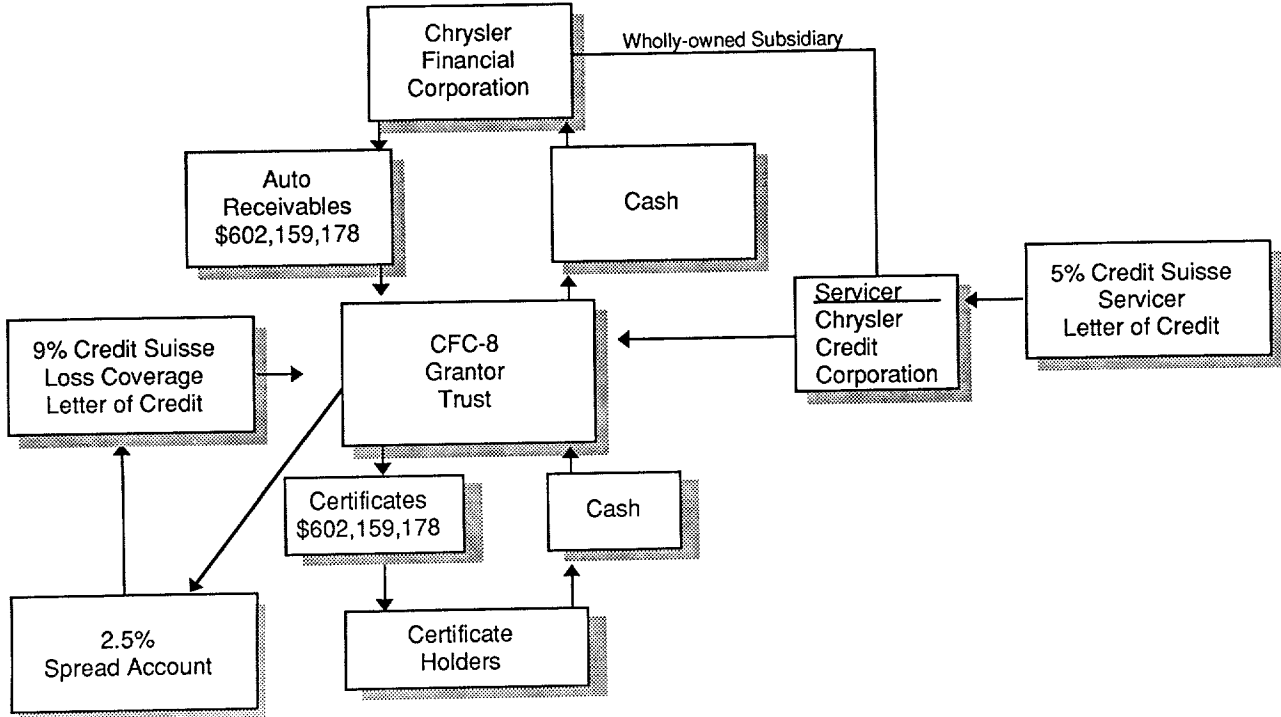 Chrysler
Financial
Corporation
Wholly-owned Subsidiary
Auto
Receivables
$602,159,178
Cash
5% Credit Suisse
Servicer
Letter of Credit
Servicer
Chrysler
Credit
Corporation
9% Credit Suisse
Loss Coverage
Letter of Credit
CFC-8
Grantor
Trust
Certificates
$602,159,178
Cash
2.5%
Spread Account
Certificate
Holders